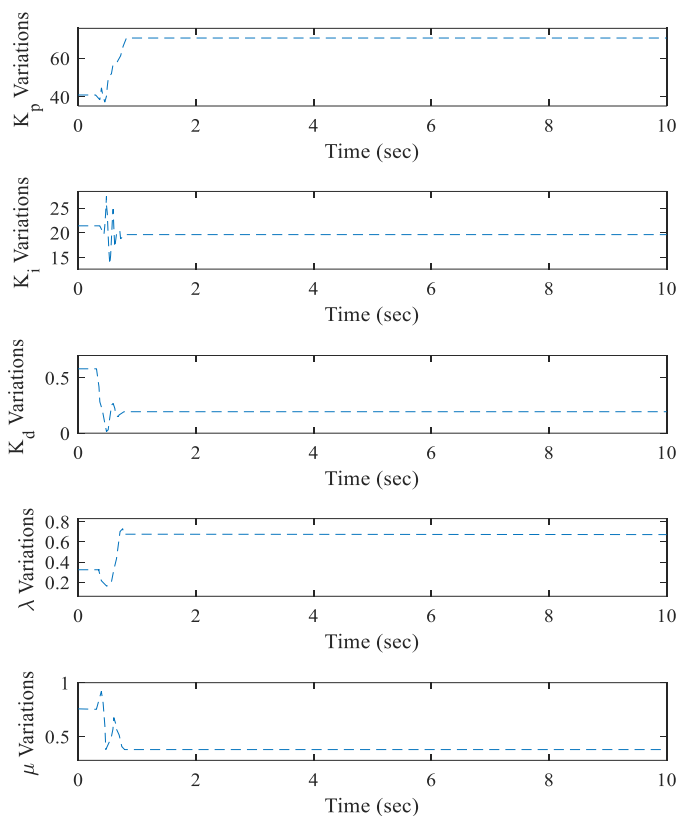 K_p Variations
60
40
0 2 4 6 8 10
Time (sec)
K_i Variations
25
20
15
0 2 4 6 8 10
Time (sec)
K_d Variations
0.5
0
0 2 4 6 8 10
Time (sec)
λ Variations
0.8
0.6
0.4
0.2
0 2 4 6 8 10
Time (sec)
μ Variations
1
0.5
0 2 4 6 8 10
Time (sec)